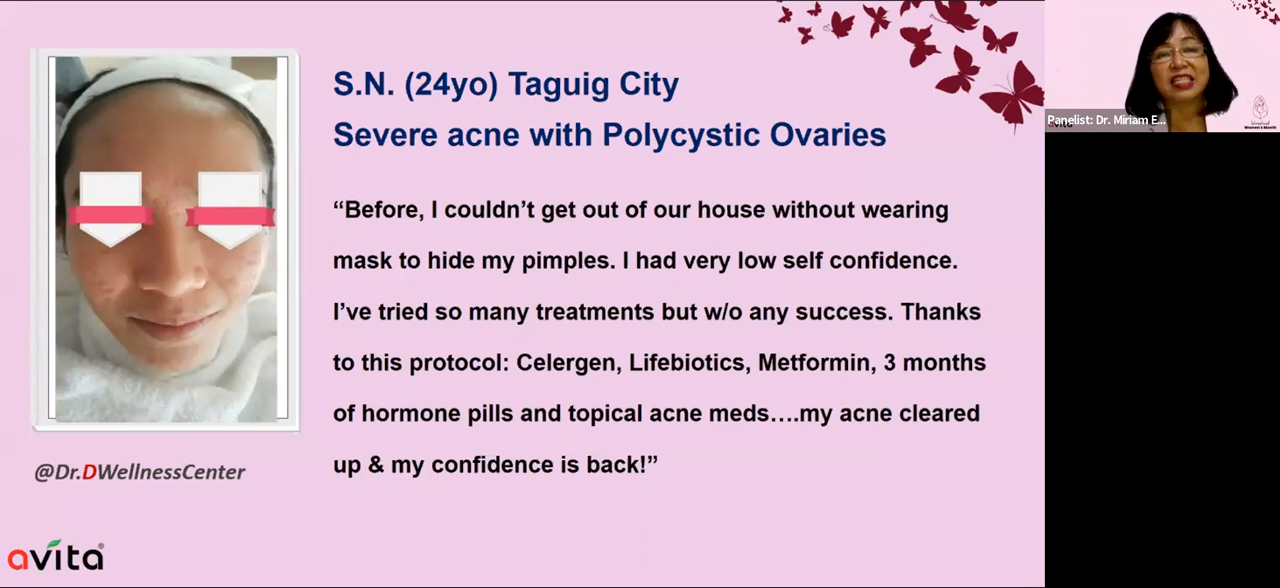 S.N. (24yo) Taguig City
Severe acne with Polycystic Ovaries
“Before, I couldn’t get out of our house without wearing
mask to hide my pimples. I had very low self confidence.
I’ve tried so many treatments but w/o any success. Thanks
to this protocol: Celergen, Lifebiotics, Metformin, 3 months
of hormone pills and topical acne meds….my acne cleared
up & my confidence is back!”
@Dr.DWellnessCenter
avita®
Panelist: Dr. Miriam E...
Women's Month